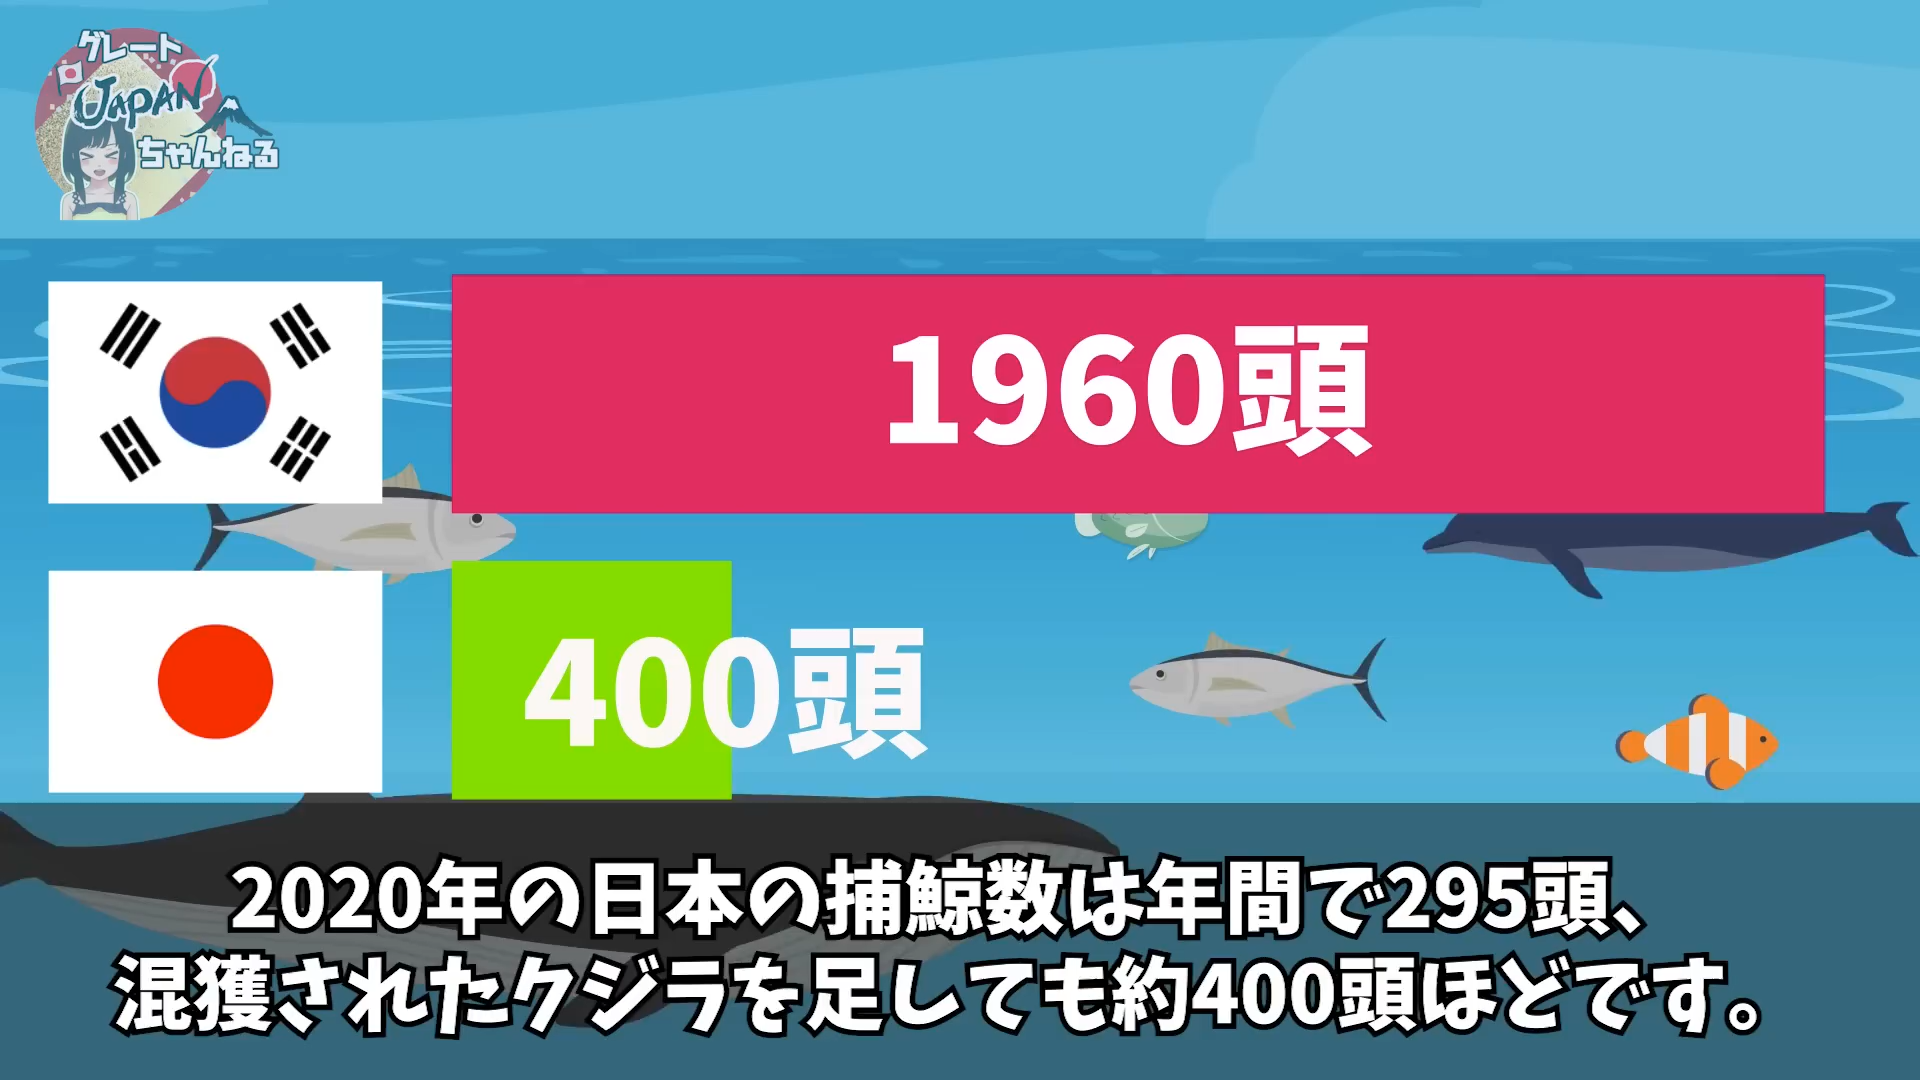 グレート
JAPAN
ちゃんねる
1960頭
400頭
2020年の日本の捕鯨数は年間で295頭、
混獲されたクジラを足しても約400頭ほどです。